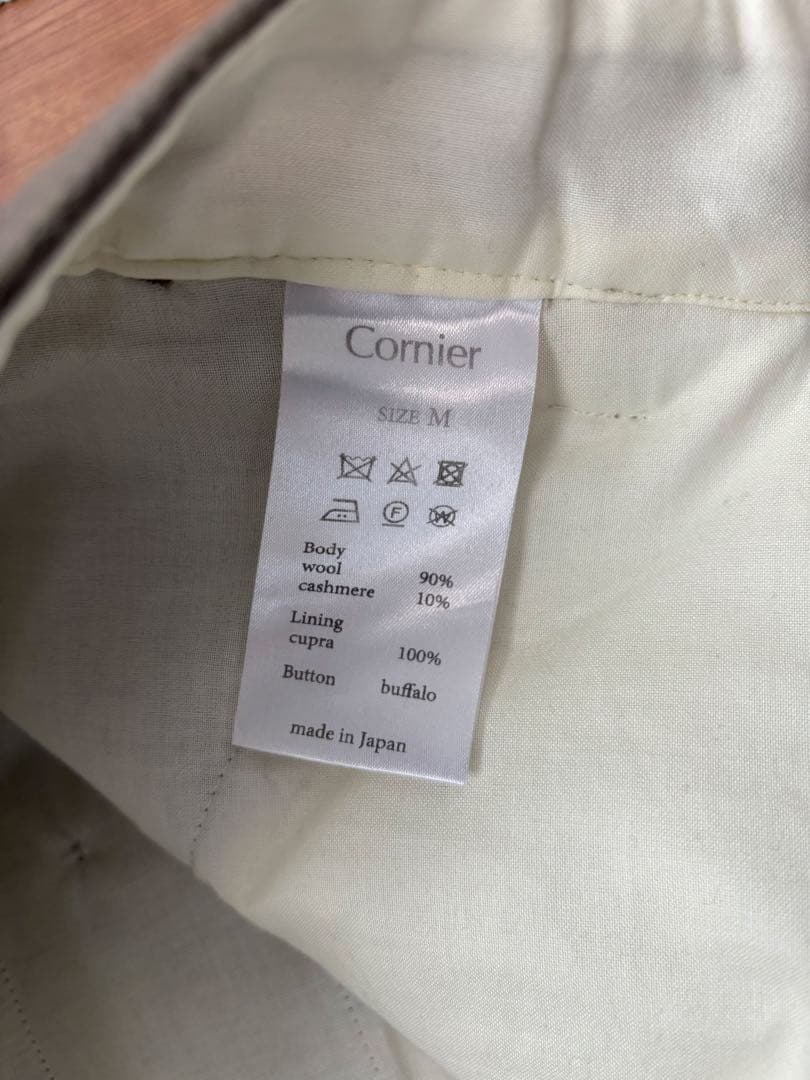 Cornier
SIZE M
F W
Body
wool 90%
cashmere 10%
Lining
cupra 100%
Button buffalo
made in Japan